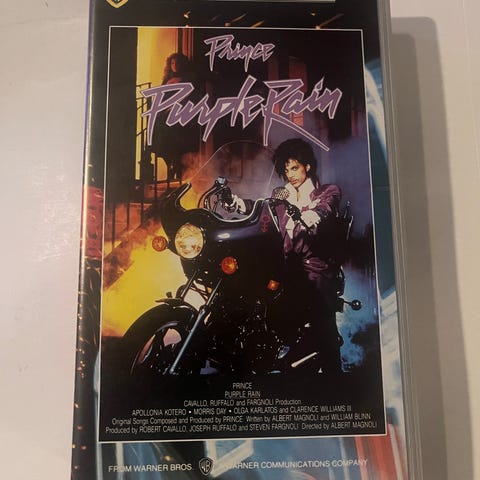 Prince
Purple Rain
PRINCE
PURPLE RAIN
CAVALLO, RUFFALO and FARGNOLI Production
APOLLONIA KOTERO • MORRIS DAY • OLGA KARLATOS and CLARENCE WILLIAMS III
Original Songs Composed and Produced by PRINCE Written by ALBERT MAGNOLI and WILLIAM BLINN
Produced by ROBERT CAVALLO, JOSEPH RUFFALO and STEVEN FARGNOLI Directed by ALBERT MAGNOLI
FROM WARNER BROS. WB A WARNER COMMUNICATIONS COMPANY